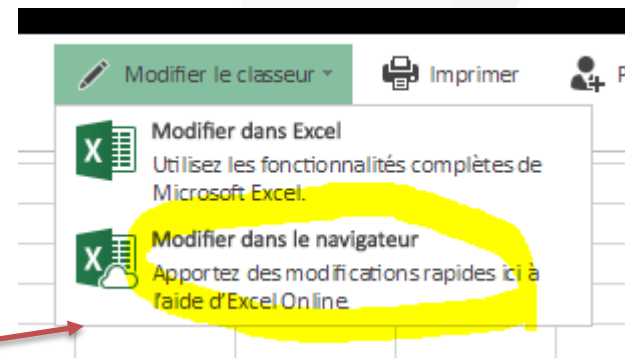 Modifier le classeur Imprimer P
Modifier dans Excel
Utilisez les fonctionnalités complètes de
Microsoft Excel.
Modifier dans le navigateur
Apportez des modifications rapides ici à
l'aide d'Excel Online.